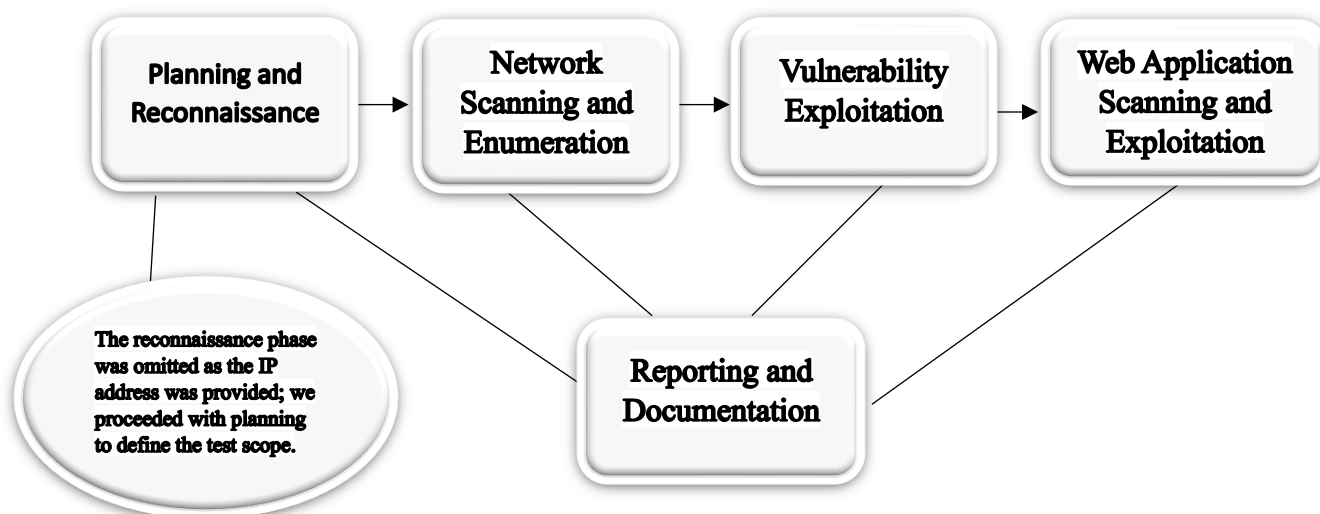 Planning and
Reconnaissance
Network
Scanning and
Enumeration
Vulnerability
Exploitation
Web Application
Scanning and
Exploitation
The reconnaissance phase
was omitted as the IP
address was provided; we
proceeded with planning
to define the test scope.
Reporting and
Documentation